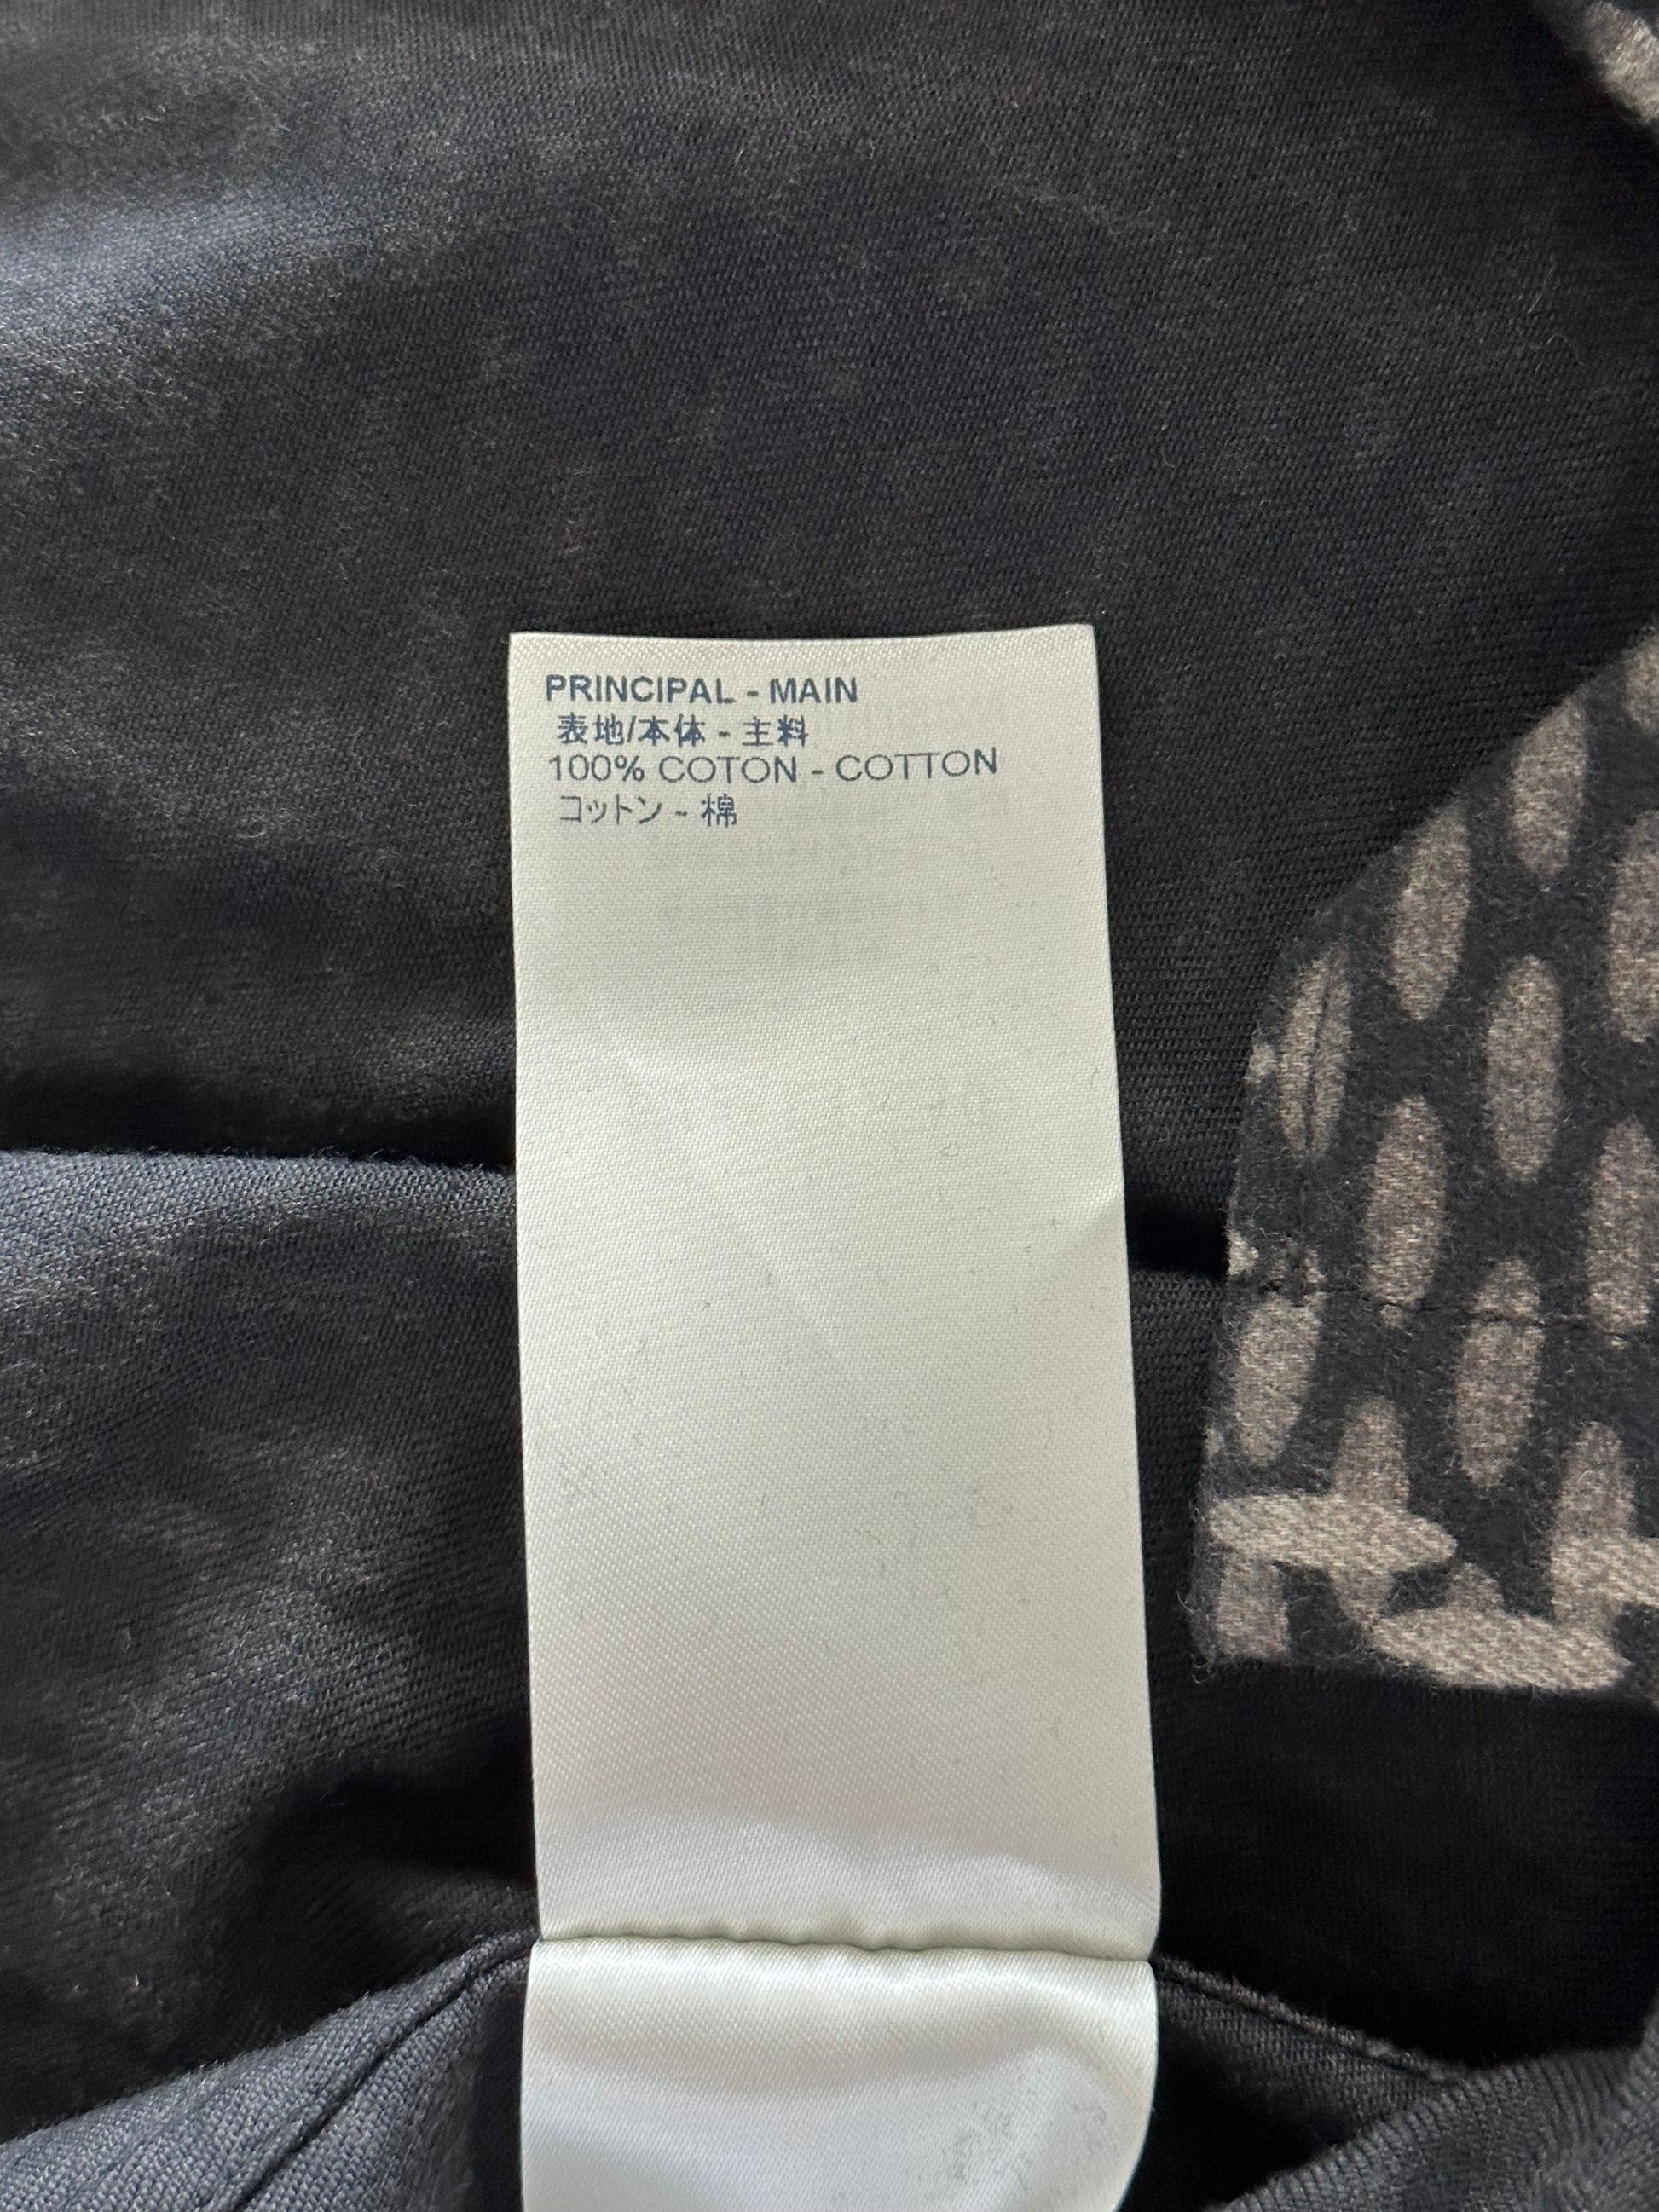 PRINCIPAL - MAIN
表地/本体 - 主料
100% COTON - COTTON
コットン - 棉